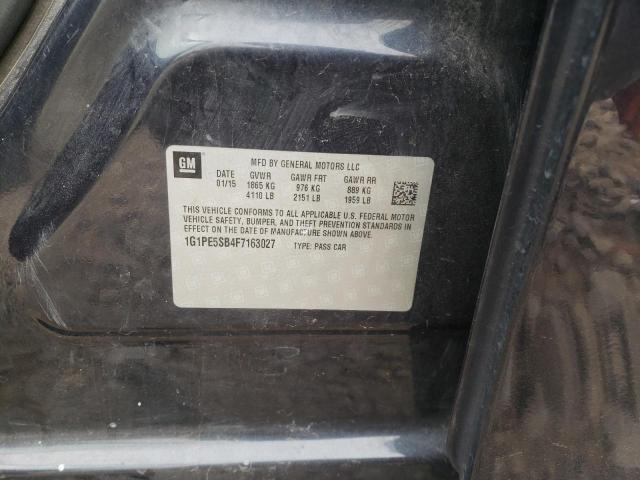 GM
MFD BY GENERAL MOTORS LLC
DATE GVWR GAWR FRT GAWR RR
01/15 1865 KG 976 KG 889 KG
4110 LB 2151 LB 1959 LB
THIS VEHICLE CONFORMS TO ALL APPLICABLE U.S. FEDERAL MOTOR
VEHICLE SAFETY, BUMPER, AND THEFT PREVENTION STANDARDS IN
EFFECT ON THE DATE OF MANUFACTURE SHOWN ABOVE.
1G1PE5SB4F7163027 TYPE: PASS CAR